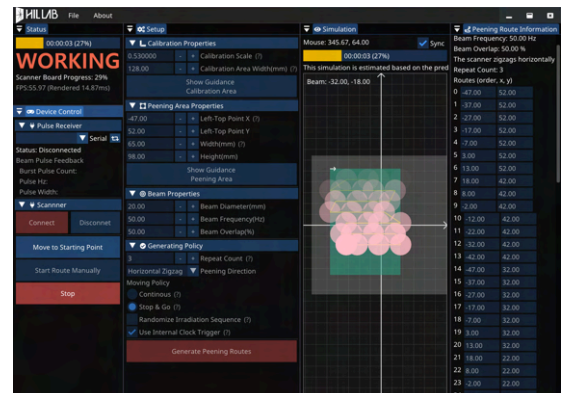 HILLAB File About
Status
00:00:03 (27%)
WORKING
Scanner Board Progress: 29%
FPS:55.97 (Rendered 14.87ms)
Device Control
Pulse Receiver
Serial
Status: Disconnected
Beam Pulse Feedback
Burst Pulse Count:
Pulse Hz:
Pulse Width:
Scannner
Connect Disconnet
Move to Starting Point
Start Route Manually
Stop
Setup
Calibration Properties
0.530000 - + Calibration Scale (?)
128.00 - + Calibration Area Width(mm) (?)
Show Guidance
Calibration Area
Peening Area Properties
-47.00 - + Left-Top Point X (?)
52.00 - + Left-Top Point Y
65.00 - + Width(mm) (?)
98.00 - + Height(mm)
Show Guidance
Peening Area
Beam Properties
20.00 - + Beam Diameter(mm)
50.00 - + Beam Frequency(Hz)
50.00 - + Beam Overlap(%)
Generating Policy
3 - + Repeat Count (?)
Horizontal Zigzag Peening Direction
Moving Policy
Continous (?)
Stop & Go (?)
Randomize Irradiation Sequence (?)
Use Internal Clock Trigger (?)
Generate Peening Routes
Simulation
Mouse: 345.67, 64.00 Sync
00:00:03 (27%)
This simulation is estimated based on the pred
Beam: -32.00, -18.00
Peening Route Information
Beam Frequency: 50.00 Hz
Beam Overlap: 50.00 %
The scanner zigzags horizontally
Repeat Count: 3
Routes (order, x, y)
0 -47.00 52.00
1 -37.00 52.00
2 -27.00 52.00
3 -17.00 52.00
4 -7.00 52.00
5 3.00 52.00
6 13.00 52.00
7 18.00 42.00
8 8.00 42.00
9 -2.00 42.00
10 -12.00 42.00
11 -22.00 42.00
12 -32.00 42.00
13 -42.00 42.00
14 -47.00 32.00
15 -37.00 32.00
16 -27.00 32.00
17 -17.00 32.00
18 -7.00 32.00
19 3.00 32.00
20 13.00 32.00
21 18.00 22.00
22 8.00 22.00
23 -2.00 22.00